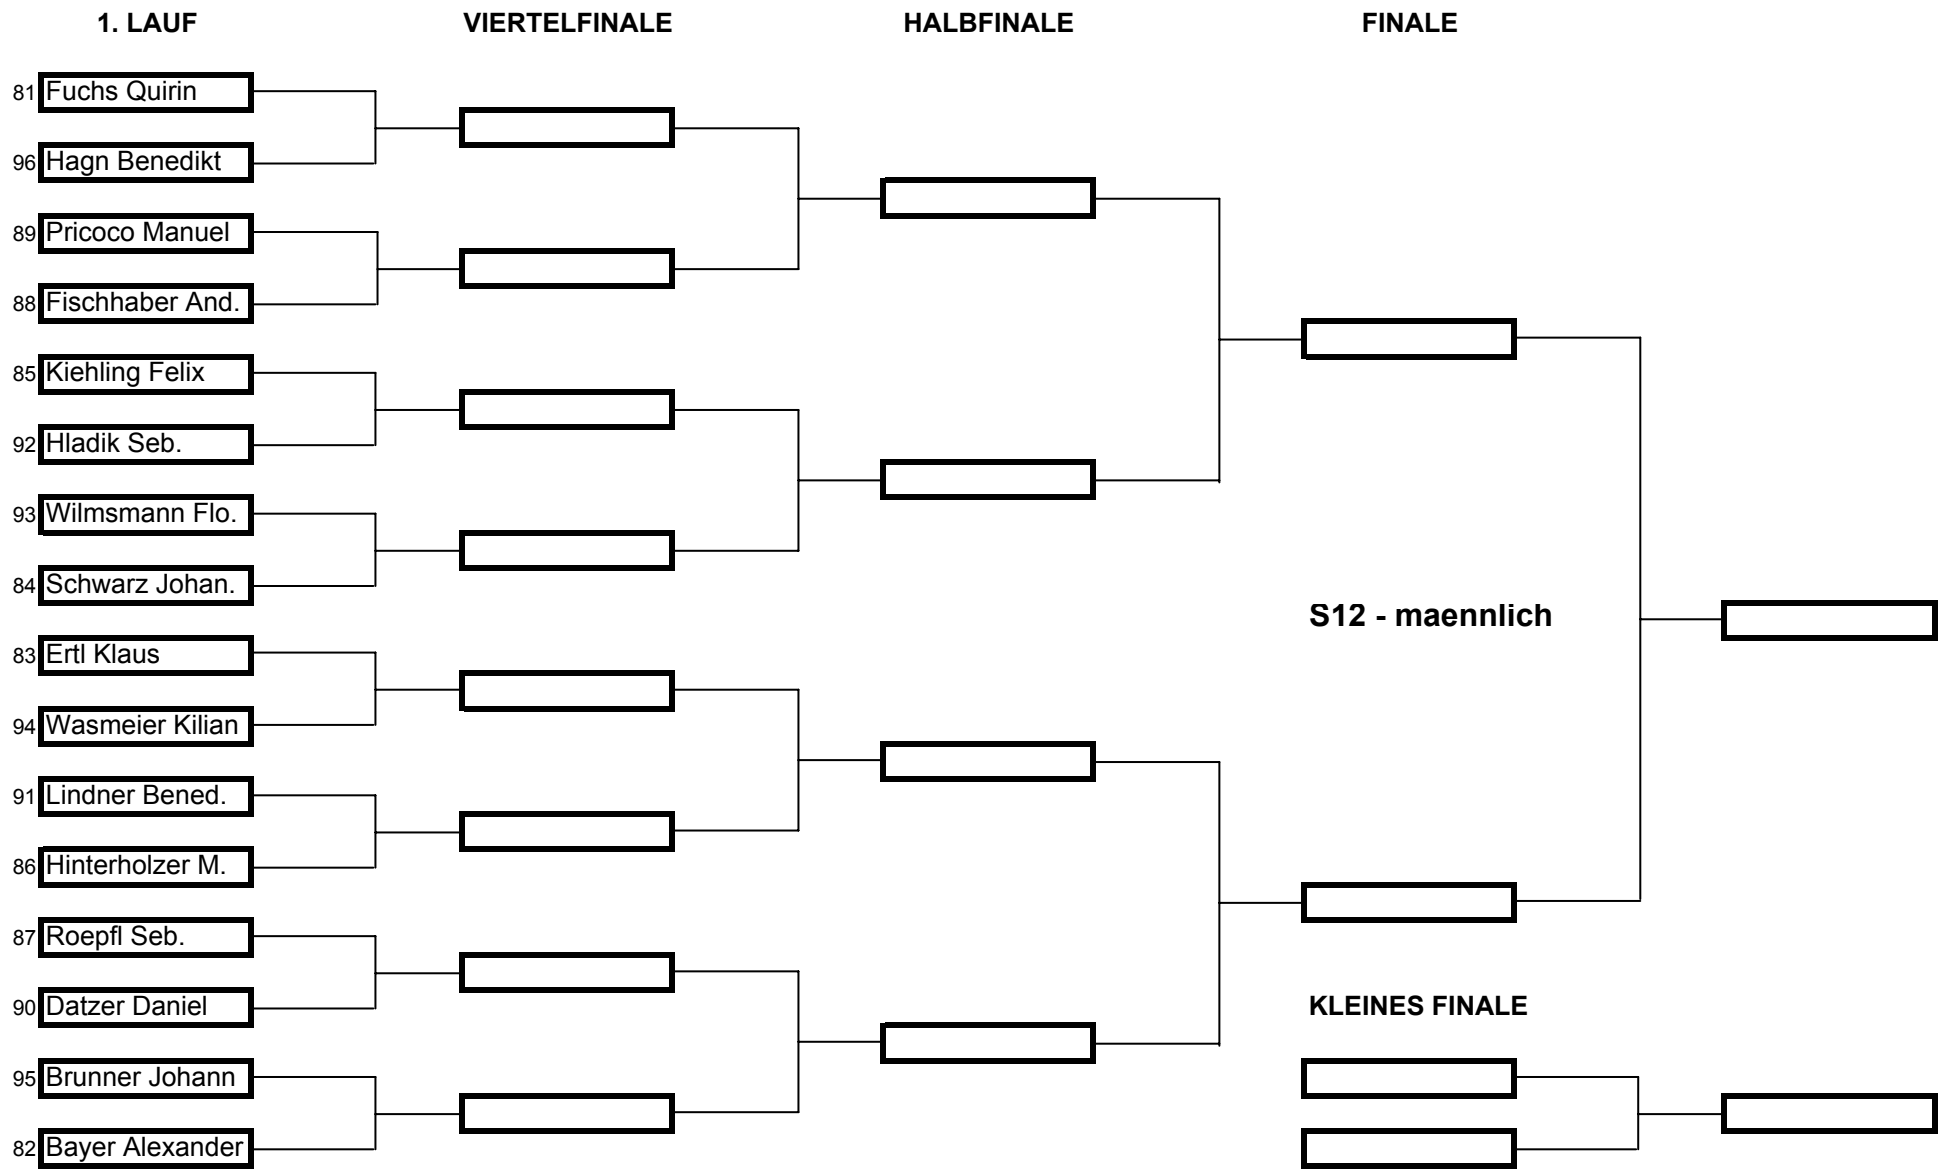 1. LAUF VIERTELFINALE HALBFINALE FINALE
81 Fuchs Quirin
96 Hagn Benedikt
89 Pricoco Manuel
88 Fischhaber And.
85 Kiehling Felix
92 Hladik Seb.
93 Wilmsmann Flo.
84 Schwarz Johan.
S12 - maennlich
83 Ertl Klaus
94 Wasmeier Kilian
91 Lindner Bened.
86 Hinterholzer M.
87 Roepfl Seb.
90 Datzer Daniel
KLEINES FINALE
95 Brunner Johann
82 Bayer Alexander